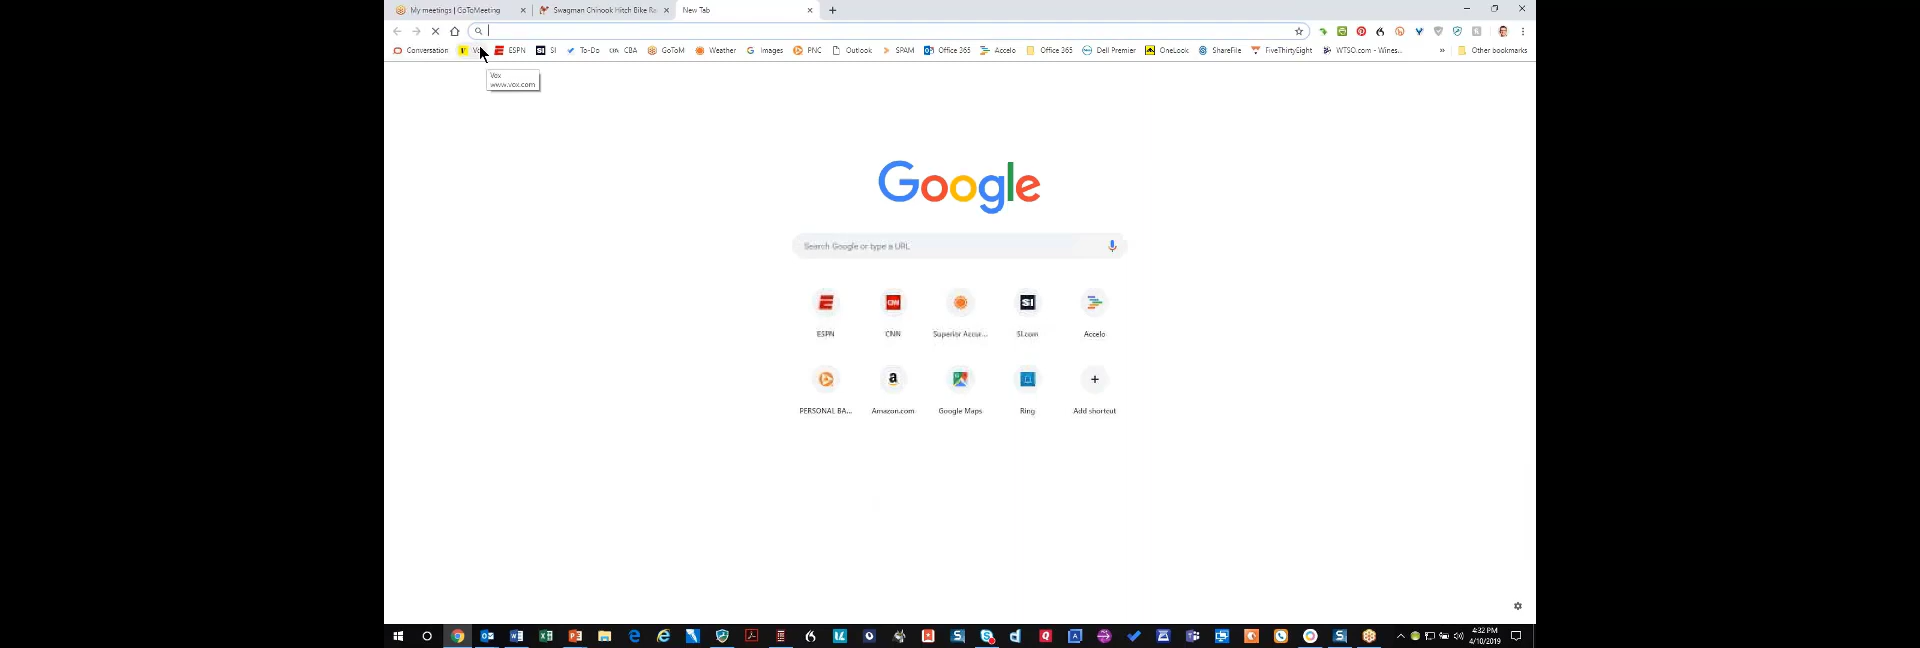 My meetings | GoToMeeting
Swagman Chinook Hitch Bike Ra
New Tab
Conversation
ESPN
SI
To-Do
CBA
GoToM
Weather
Images
PNC
Outlook
SPAM
Office 365
Accelo
Office 365
Dell Premier
OneLook
ShareFile
FiveThirtyEight
WTSO.com - Wines...
»
Other bookmarks
Vox
www.vox.com
Google
Search Google or type a URL
ESPN
CNN
Superior Accur...
SI.com
Accelo
PERSONAL BA...
Amazon.com
Google Maps
Ring
Add shortcut
4:32 PM
4/10/2019